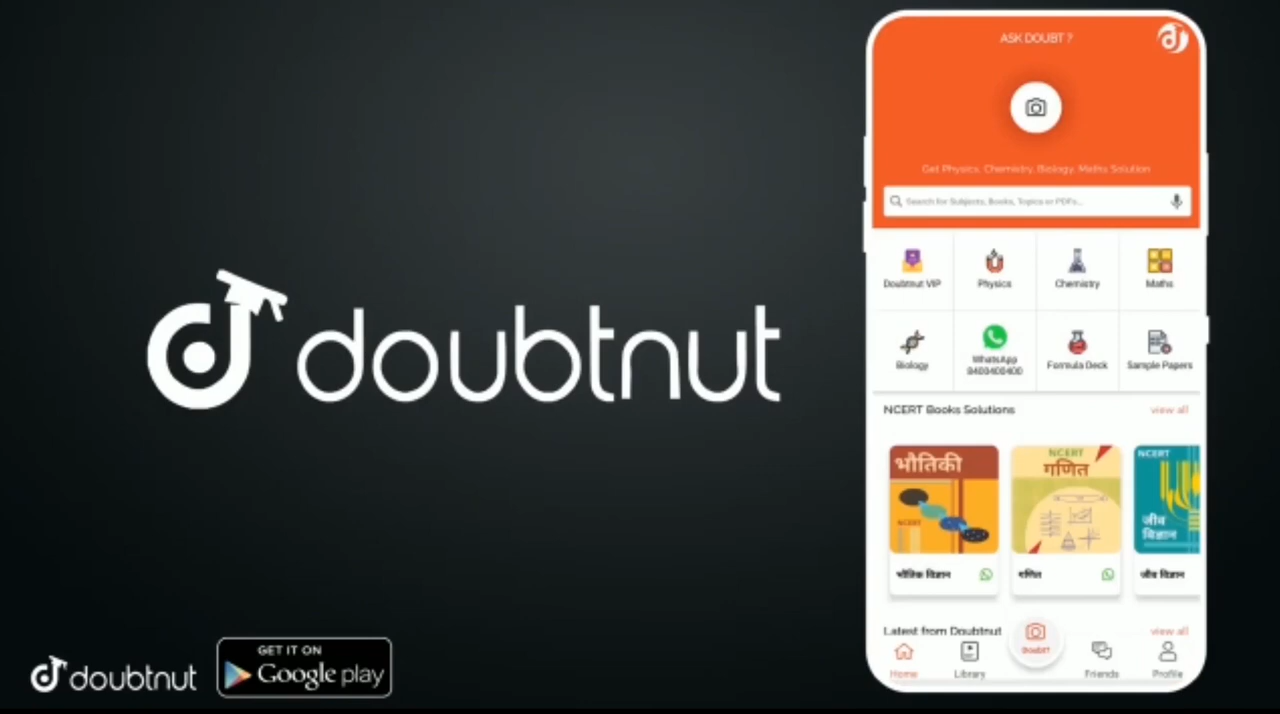 doubtnut
doubtnut
GET IT ON
Google play
ASK DOUBT ?
Get Physics, Chemistry, Biology, Maths Solution
Search for Subjects, Books, Topics or PDFs...
Doubtnut VIP
Physics
Chemistry
Maths
Biology
WhatsApp
8400400400
Formula Deck
Sample Papers
NCERT Books Solutions
view all
भौतिकी
NCERT
भौतिक विज्ञान
NCERT
गणित
गणित
NCERT
जीव
विज्ञान
जीव विज्ञान
Latest from Doubtnut
view all
Doubt?
Home
Library
Friends
Profile